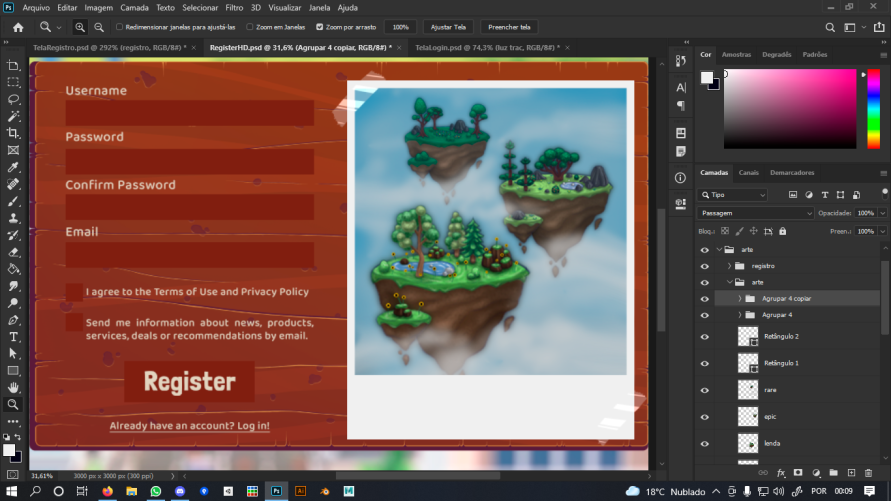 Arquivo Editar Imagem Camada Texto Selecionar Filtro 3D Visualizar Janela Ajuda
Redimensionar janelas para ajustá-las Zoom em Janelas Zoom por arrasto 100% Ajustar Tela Preencher tela
TelaRegistro.psd @ 292% (registro, RGB/8#) * × RegisterHD.psd @ 31,6% (Agrupar 4 copiar, RGB/8#) * × TelaLogin.psd @ 74,3% (luz trac, RGB/8#) * ×
Username
Password
Confirm Password
Email
I agree to the Terms of Use and Privacy Policy
Send me information about news, products,
services, deals or recommendations by email.
Register
Already have an account? Log in!
Cor Amostras Degradês Padrões
Camadas Canais Demarcadores
Tipo
Passagem Opacidade: 100%
Bloq.: Preen.: 100%
arte
registro
arte
Agrupar 4 copiar
Agrupar 4
Retângulo 2
Retângulo 1
rare
epic
lenda
31,61% 3000 px x 3000 px (300 ppi)
18°C Nublado POR 00:09